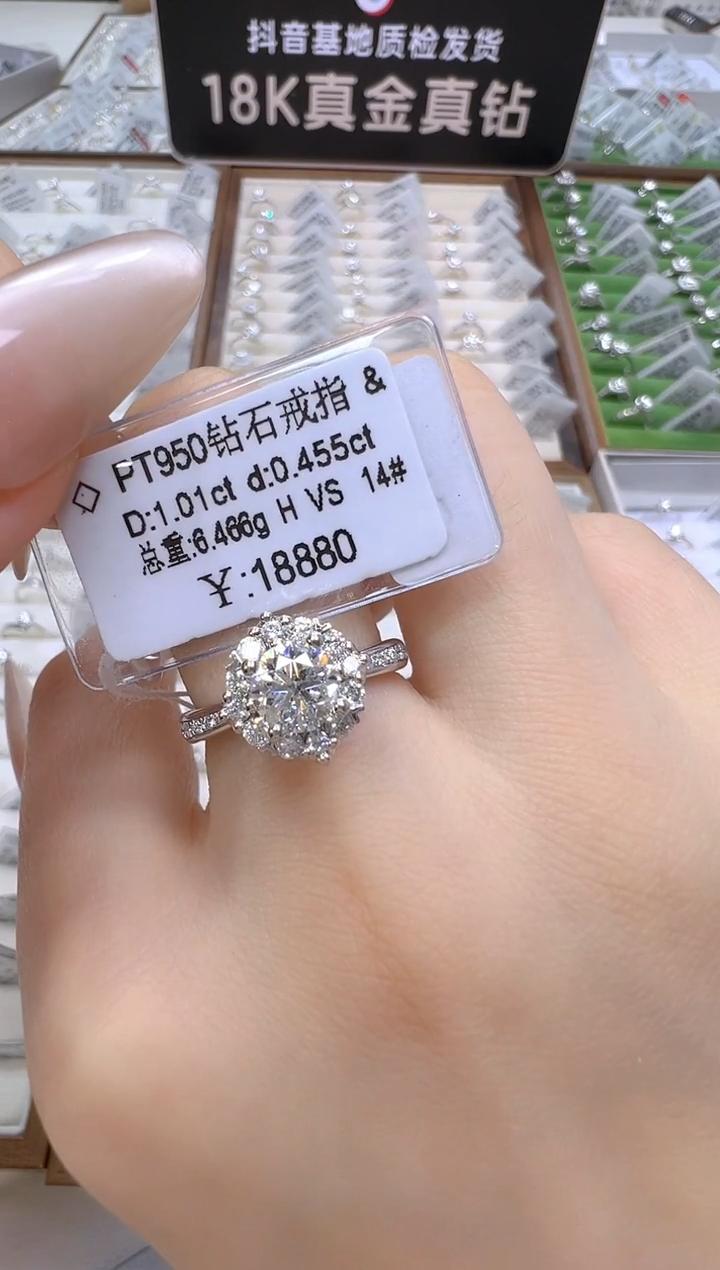 抖音基地质检发货
18K真金真钻
PT950钻石戒指 &
D:1.01ct d:0.455ct
总重:6.466g H VS 14#
¥:18880